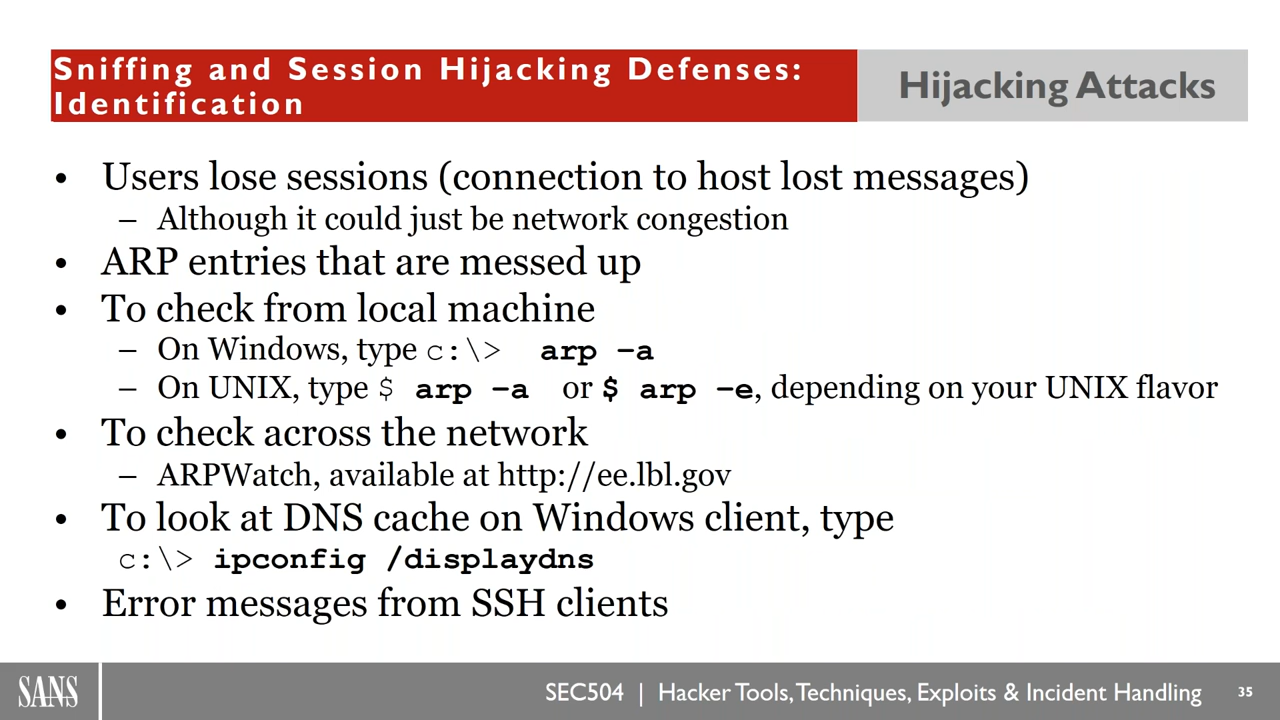 Sniffing and Session Hijacking Defenses:
Identification
Hijacking Attacks
• Users lose sessions (connection to host lost messages)
– Although it could just be network congestion
• ARP entries that are messed up
• To check from local machine
– On Windows, type c:\> arp –a
– On UNIX, type $ arp –a or $ arp –e, depending on your UNIX flavor
• To check across the network
– ARPWatch, available at http://ee.lbl.gov
• To look at DNS cache on Windows client, type
c:\> ipconfig /displaydns
• Error messages from SSH clients
SANS
SEC504 | Hacker Tools, Techniques, Exploits & Incident Handling
35